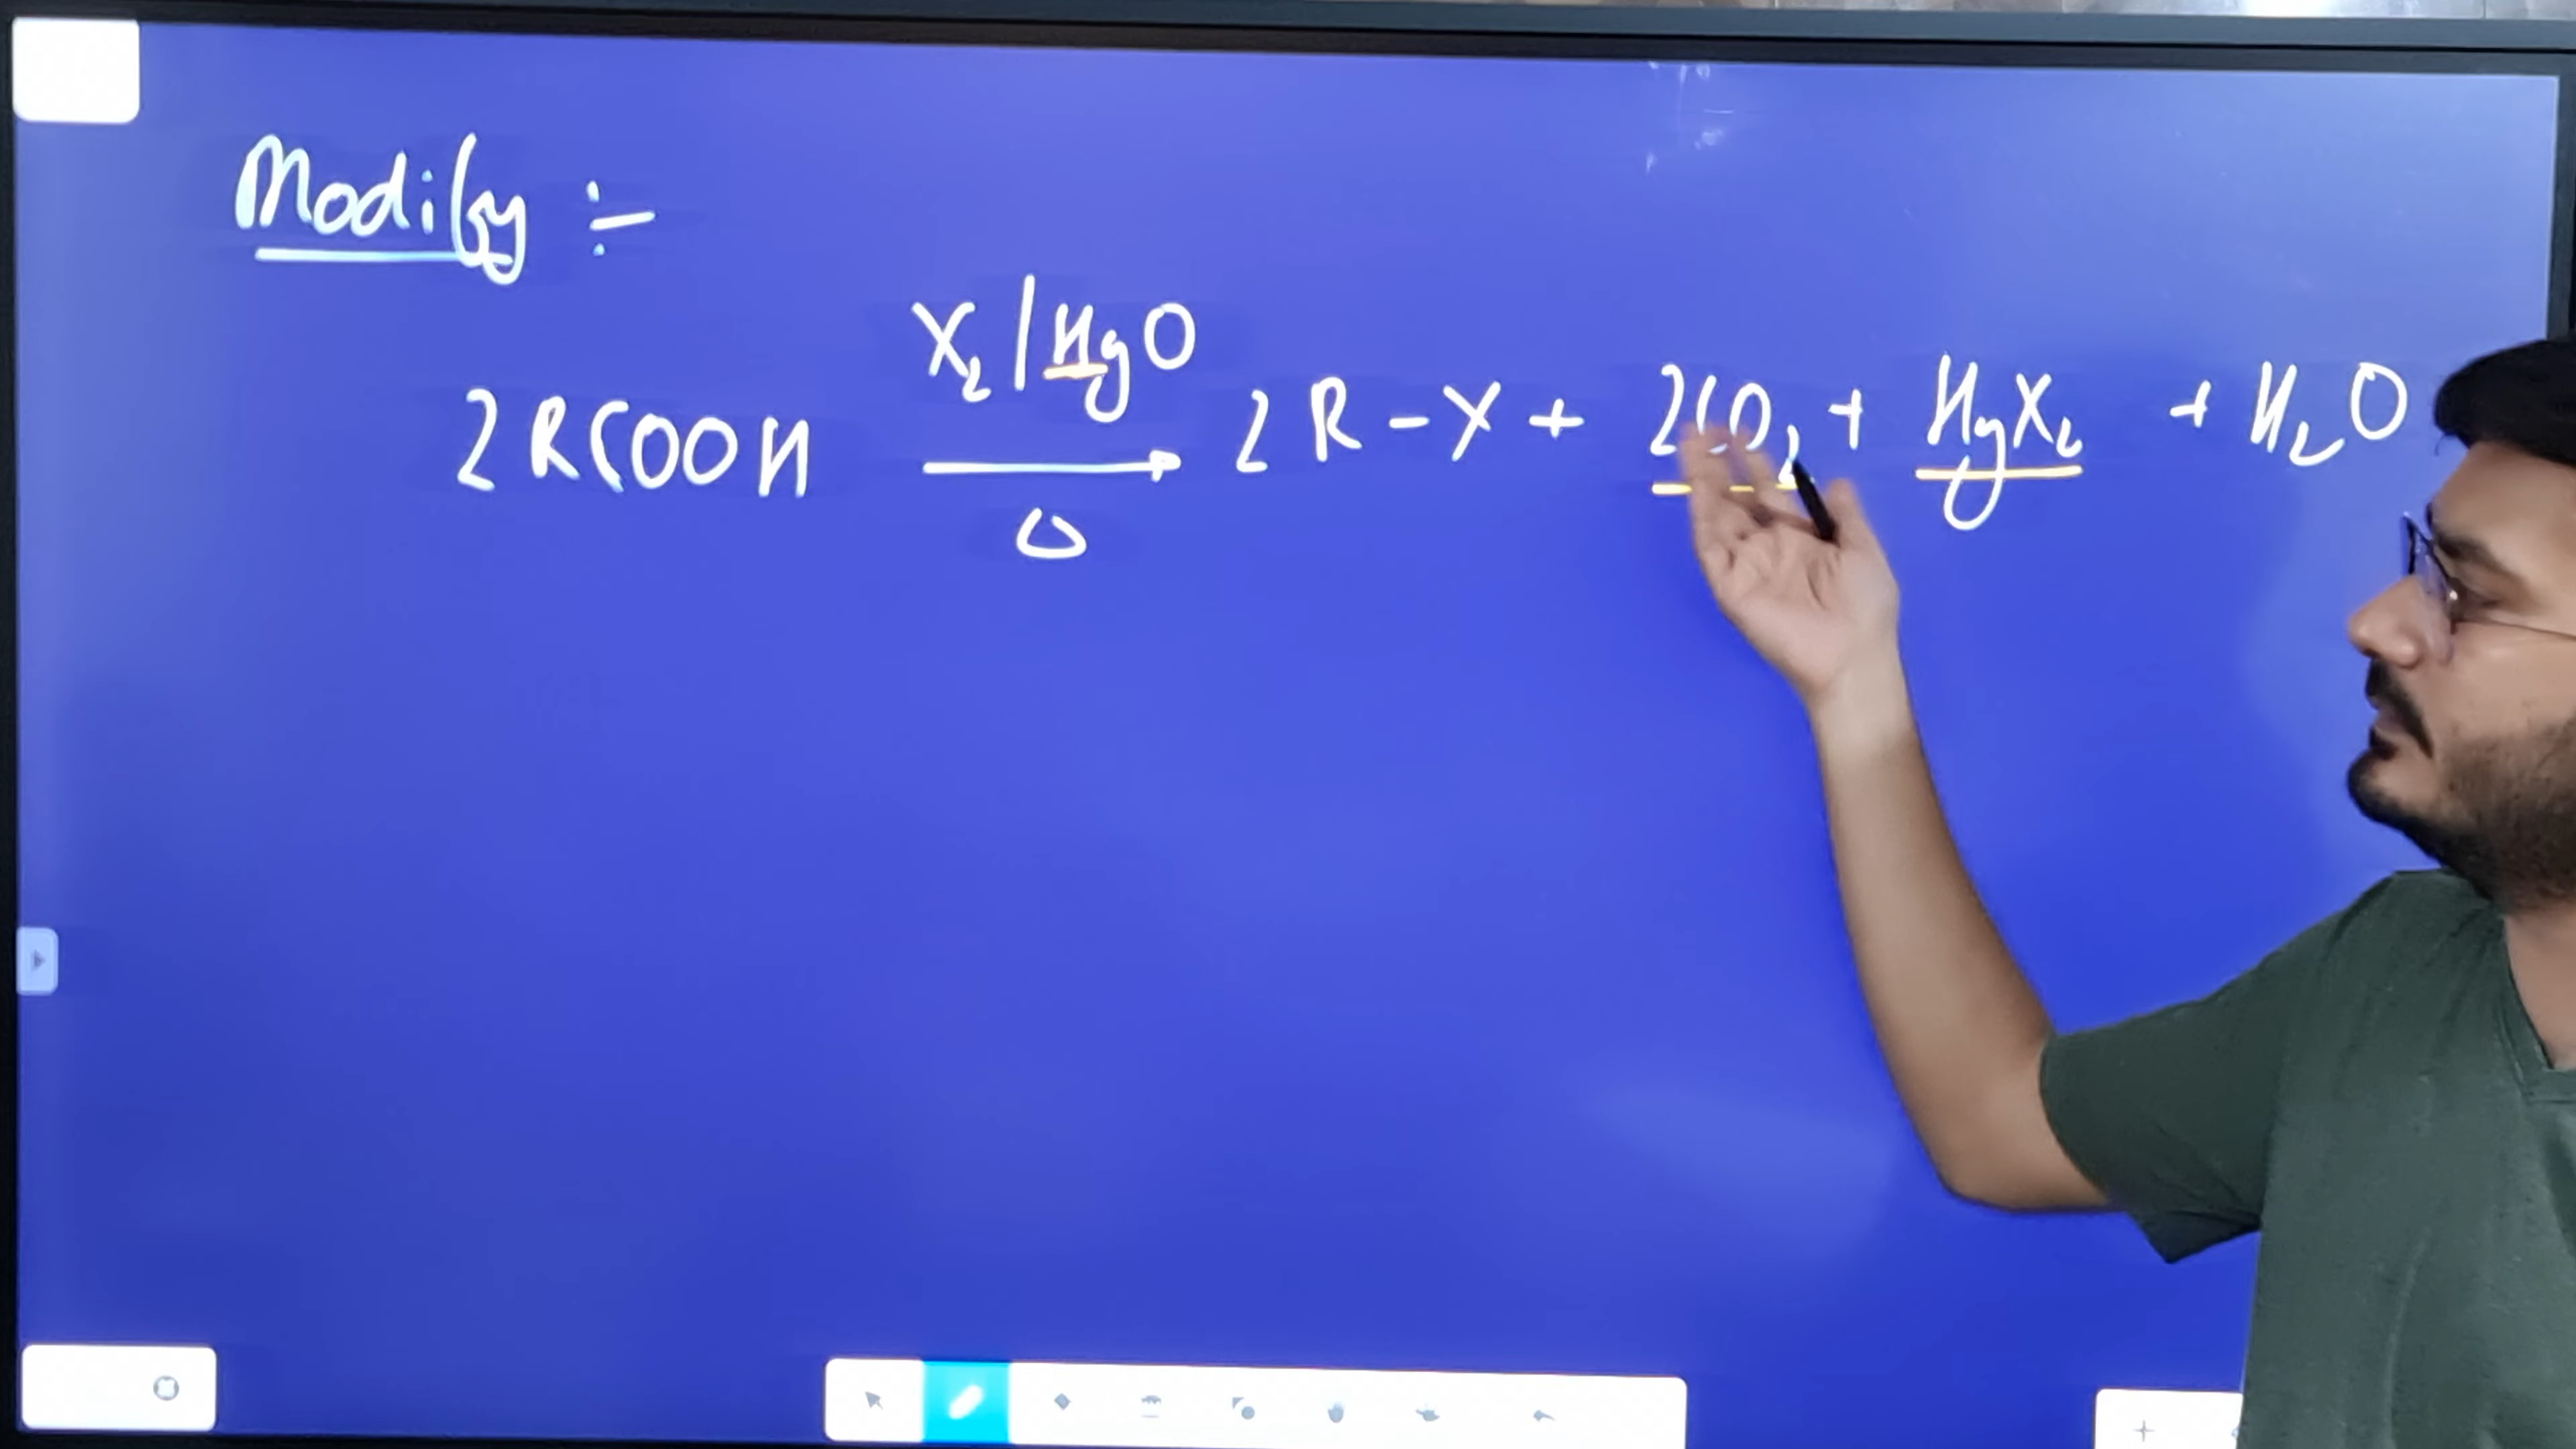 Modify :-
X₂ / HgO
2RCOOH → 2R-X + 2CO₂ + HgX₂ + H₂O
Δ